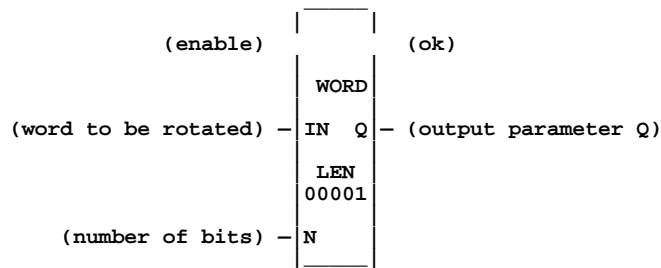 (enable) (ok)
WORD
(word to be rotated) IN Q (output parameter Q)
LEN
00001
(number of bits) N